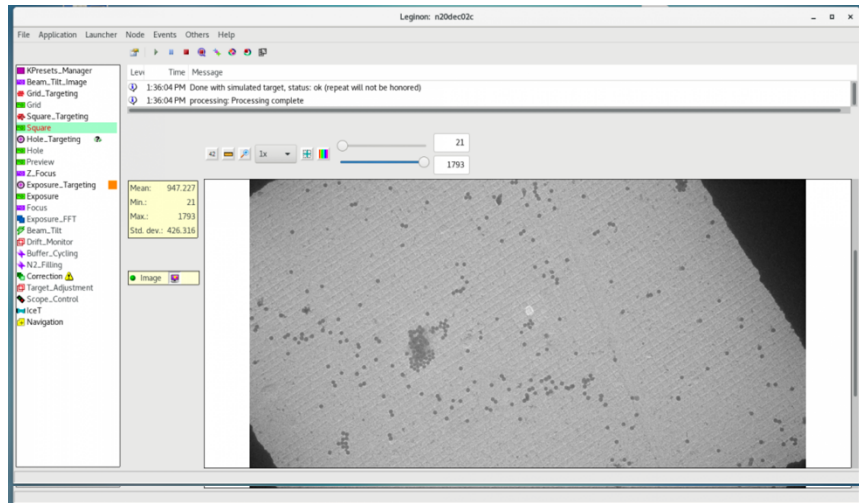 Leginon: n20dec02c
File Application Launcher Node Events Others Help
KPresets_Manager
Beam_Tilt_Image
Grid_Targeting
Grid
Square_Targeting
Square
Hole_Targeting
Hole
Preview
Z_Focus
Exposure_Targeting
Exposure
Focus
Exposure_FFT
Beam_Tilt
Drift_Monitor
Buffer_Cycling
N2_Filling
Correction
Target_Adjustment
Scope_Control
IceT
Navigation
Time Message
1:36:04 PM Done with simulated target, status: ok (repeat will not be honored)
1:36:04 PM processing: Processing complete
1x
21
1793
Mean: 947.227
Min.: 21
Max.: 1793
Std. dev.: 426.316
Image